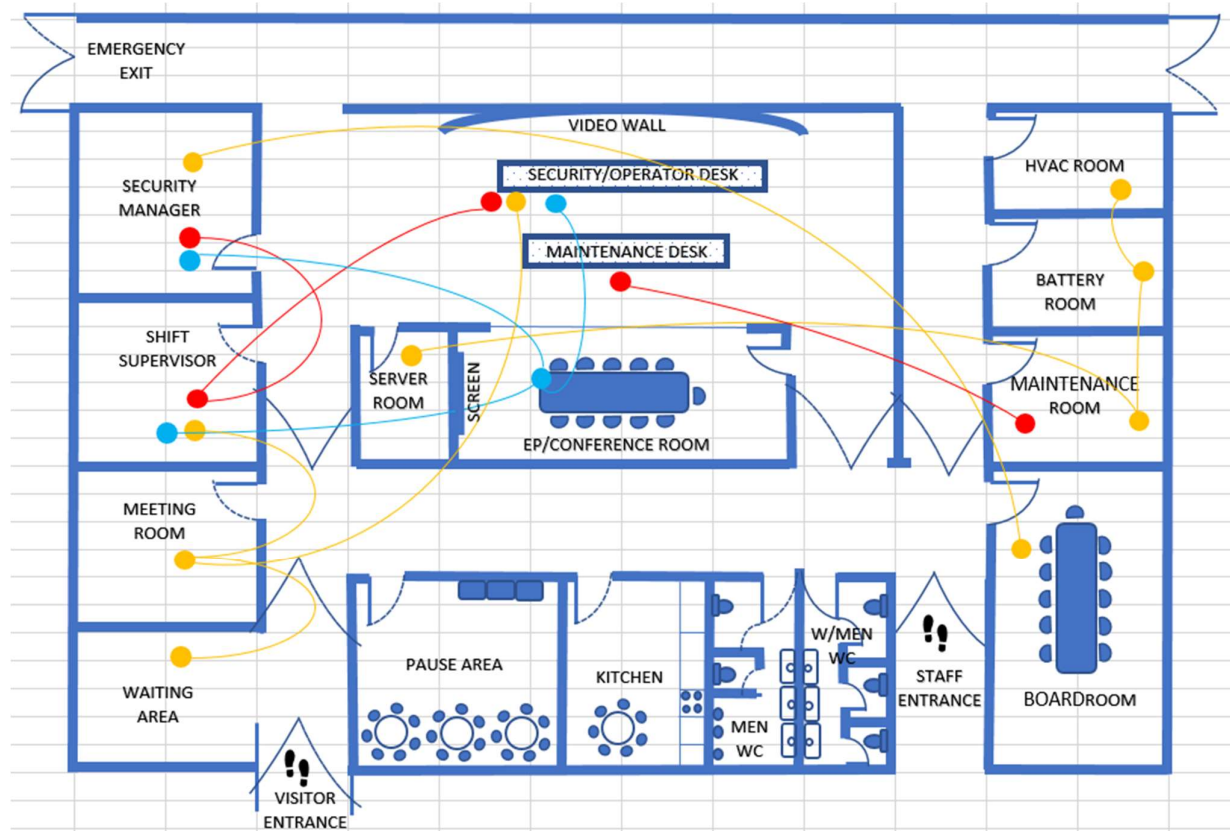 EMERGENCY
EXIT
VIDEO WALL
SECURITY/OPERATOR DESK
HVAC ROOM
SECURITY
MANAGER
MAINTENANCE DESK
BATTERY
ROOM
SHIFT
SUPERVISOR
SERVER
ROOM
SCREEN
MAINTENANCE
ROOM
EP/CONFERENCE ROOM
MEETING
ROOM
W/MEN
WC
PAUSE AREA
KITCHEN
STAFF
ENTRANCE
WAITING
AREA
BOARDROOM
MEN
WC
VISITOR
ENTRANCE